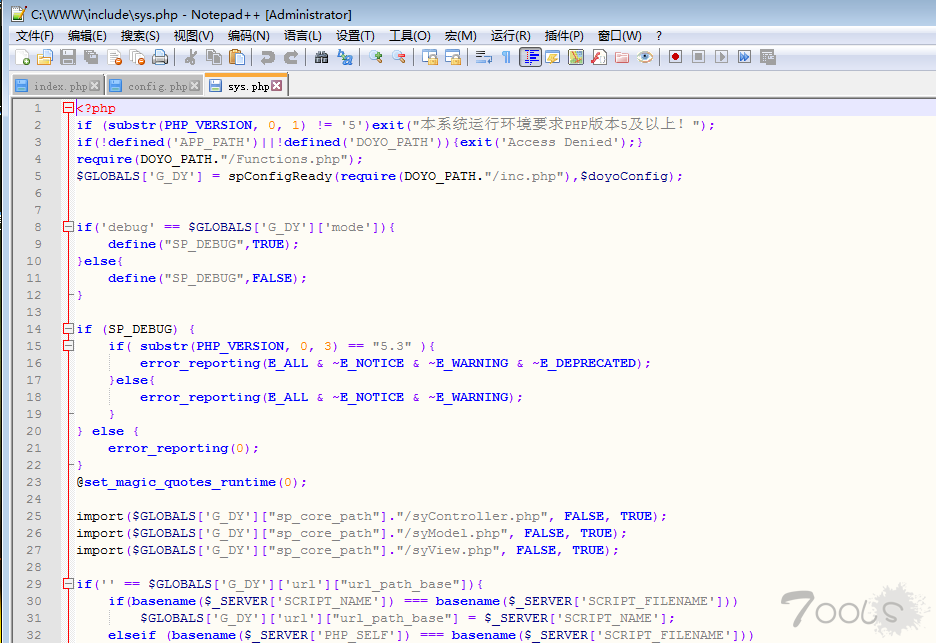 C:\WWW\include\sys.php - Notepad++ [Administrator]
文件(F) 编辑(E) 搜索(S) 视图(V) 编码(N) 语言(L) 设置(T) 工具(O) 宏(M) 运行(R) 插件(P) 窗口(W) ?
index.php config.php sys.php
1 <?php
2 if (substr(PHP_VERSION, 0, 1) != '5')exit("本系统运行环境要求PHP版本5及以上! ");
3 if(!defined('APP_PATH')||!defined('DOYO_PATH')){exit('Access Denied');}
4 require(DOYO_PATH."/Functions.php");
5 $GLOBALS['G_DY'] = spConfigReady(require(DOYO_PATH."/inc.php"),$doyoConfig);
6
7
8 if('debug' == $GLOBALS['G_DY']['mode']){
9 define("SP_DEBUG",TRUE);
10 }else{
11 define("SP_DEBUG",FALSE);
12 }
13
14 if (SP_DEBUG) {
15 if( substr(PHP_VERSION, 0, 3) == "5.3" ){
16 error_reporting(E_ALL & ~E_NOTICE & ~E_WARNING & ~E_DEPRECATED);
17 }else{
18 error_reporting(E_ALL & ~E_NOTICE & ~E_WARNING);
19 }
20 } else {
21 error_reporting(0);
22 }
23 @set_magic_quotes_runtime(0);
24
25 import($GLOBALS['G_DY']["sp_core_path"]."/syController.php", FALSE, TRUE);
26 import($GLOBALS['G_DY']["sp_core_path"]."/syModel.php", FALSE, TRUE);
27 import($GLOBALS['G_DY']["sp_core_path"]."/syView.php", FALSE, TRUE);
28
29 if('' == $GLOBALS['G_DY']['url']["url_path_base"]){
30 if(basename($_SERVER['SCRIPT_NAME']) === basename($_SERVER['SCRIPT_FILENAME']))
31 $GLOBALS['G_DY']['url']["url_path_base"] = $_SERVER['SCRIPT_NAME'];
32 elseif (basename($_SERVER['PHP_SELF']) === basename($_SERVER['SCRIPT_FILENAME']))
7ooLs